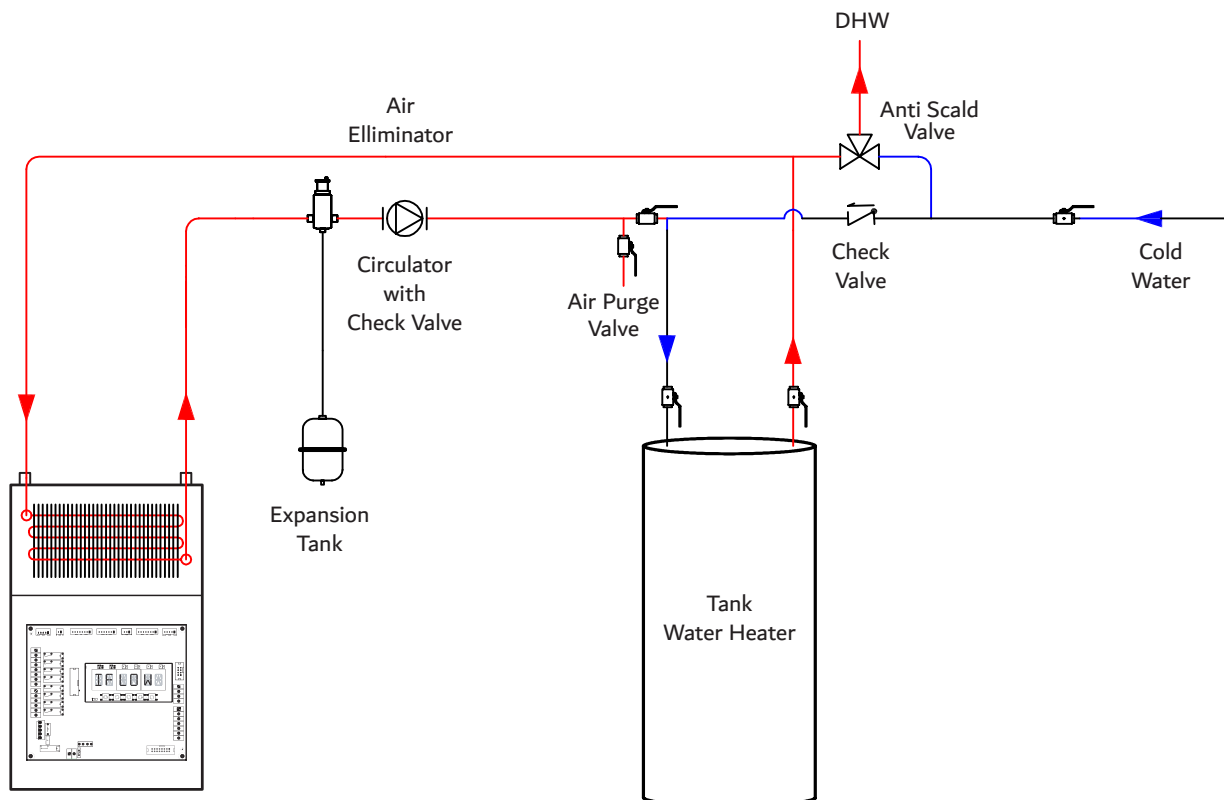 DHW
Anti Scald
Valve
Air
Elliminator
Circulator
with
Check Valve
Air Purge
Valve
Check
Valve
Cold
Water
Expansion
Tank
Tank
Water Heater